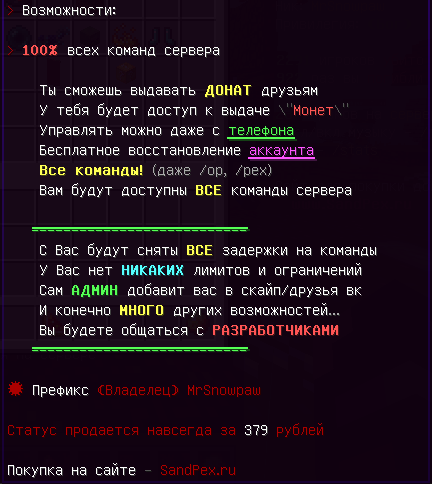 > Возможности:
> 100% всех команд сервера
Ты сможешь выдавать ДОНАТ друзьям
У тебя будет доступ к выдаче \"Монет\"
Управлять можно даже с телефона
Бесплатное восстановление аккаунта
Все команды! (даже /op, /pex)
Вам будут доступны ВСЕ команды сервера
===========================
С Вас будут сняты ВСЕ задержки на команды
У Вас нет НИКАКИХ лимитов и ограничений
Сам АДМИН добавит вас в скайп/друзья вк
И конечно МНОГО других возможностей...
Вы будете общаться с РАЗРАБОТЧИКАМИ
===========================
✹ Префикс (Владелец) MrSnowpaw
Статус продается навсегда за 379 рублей
Покупка на сайте - SandPex.ru